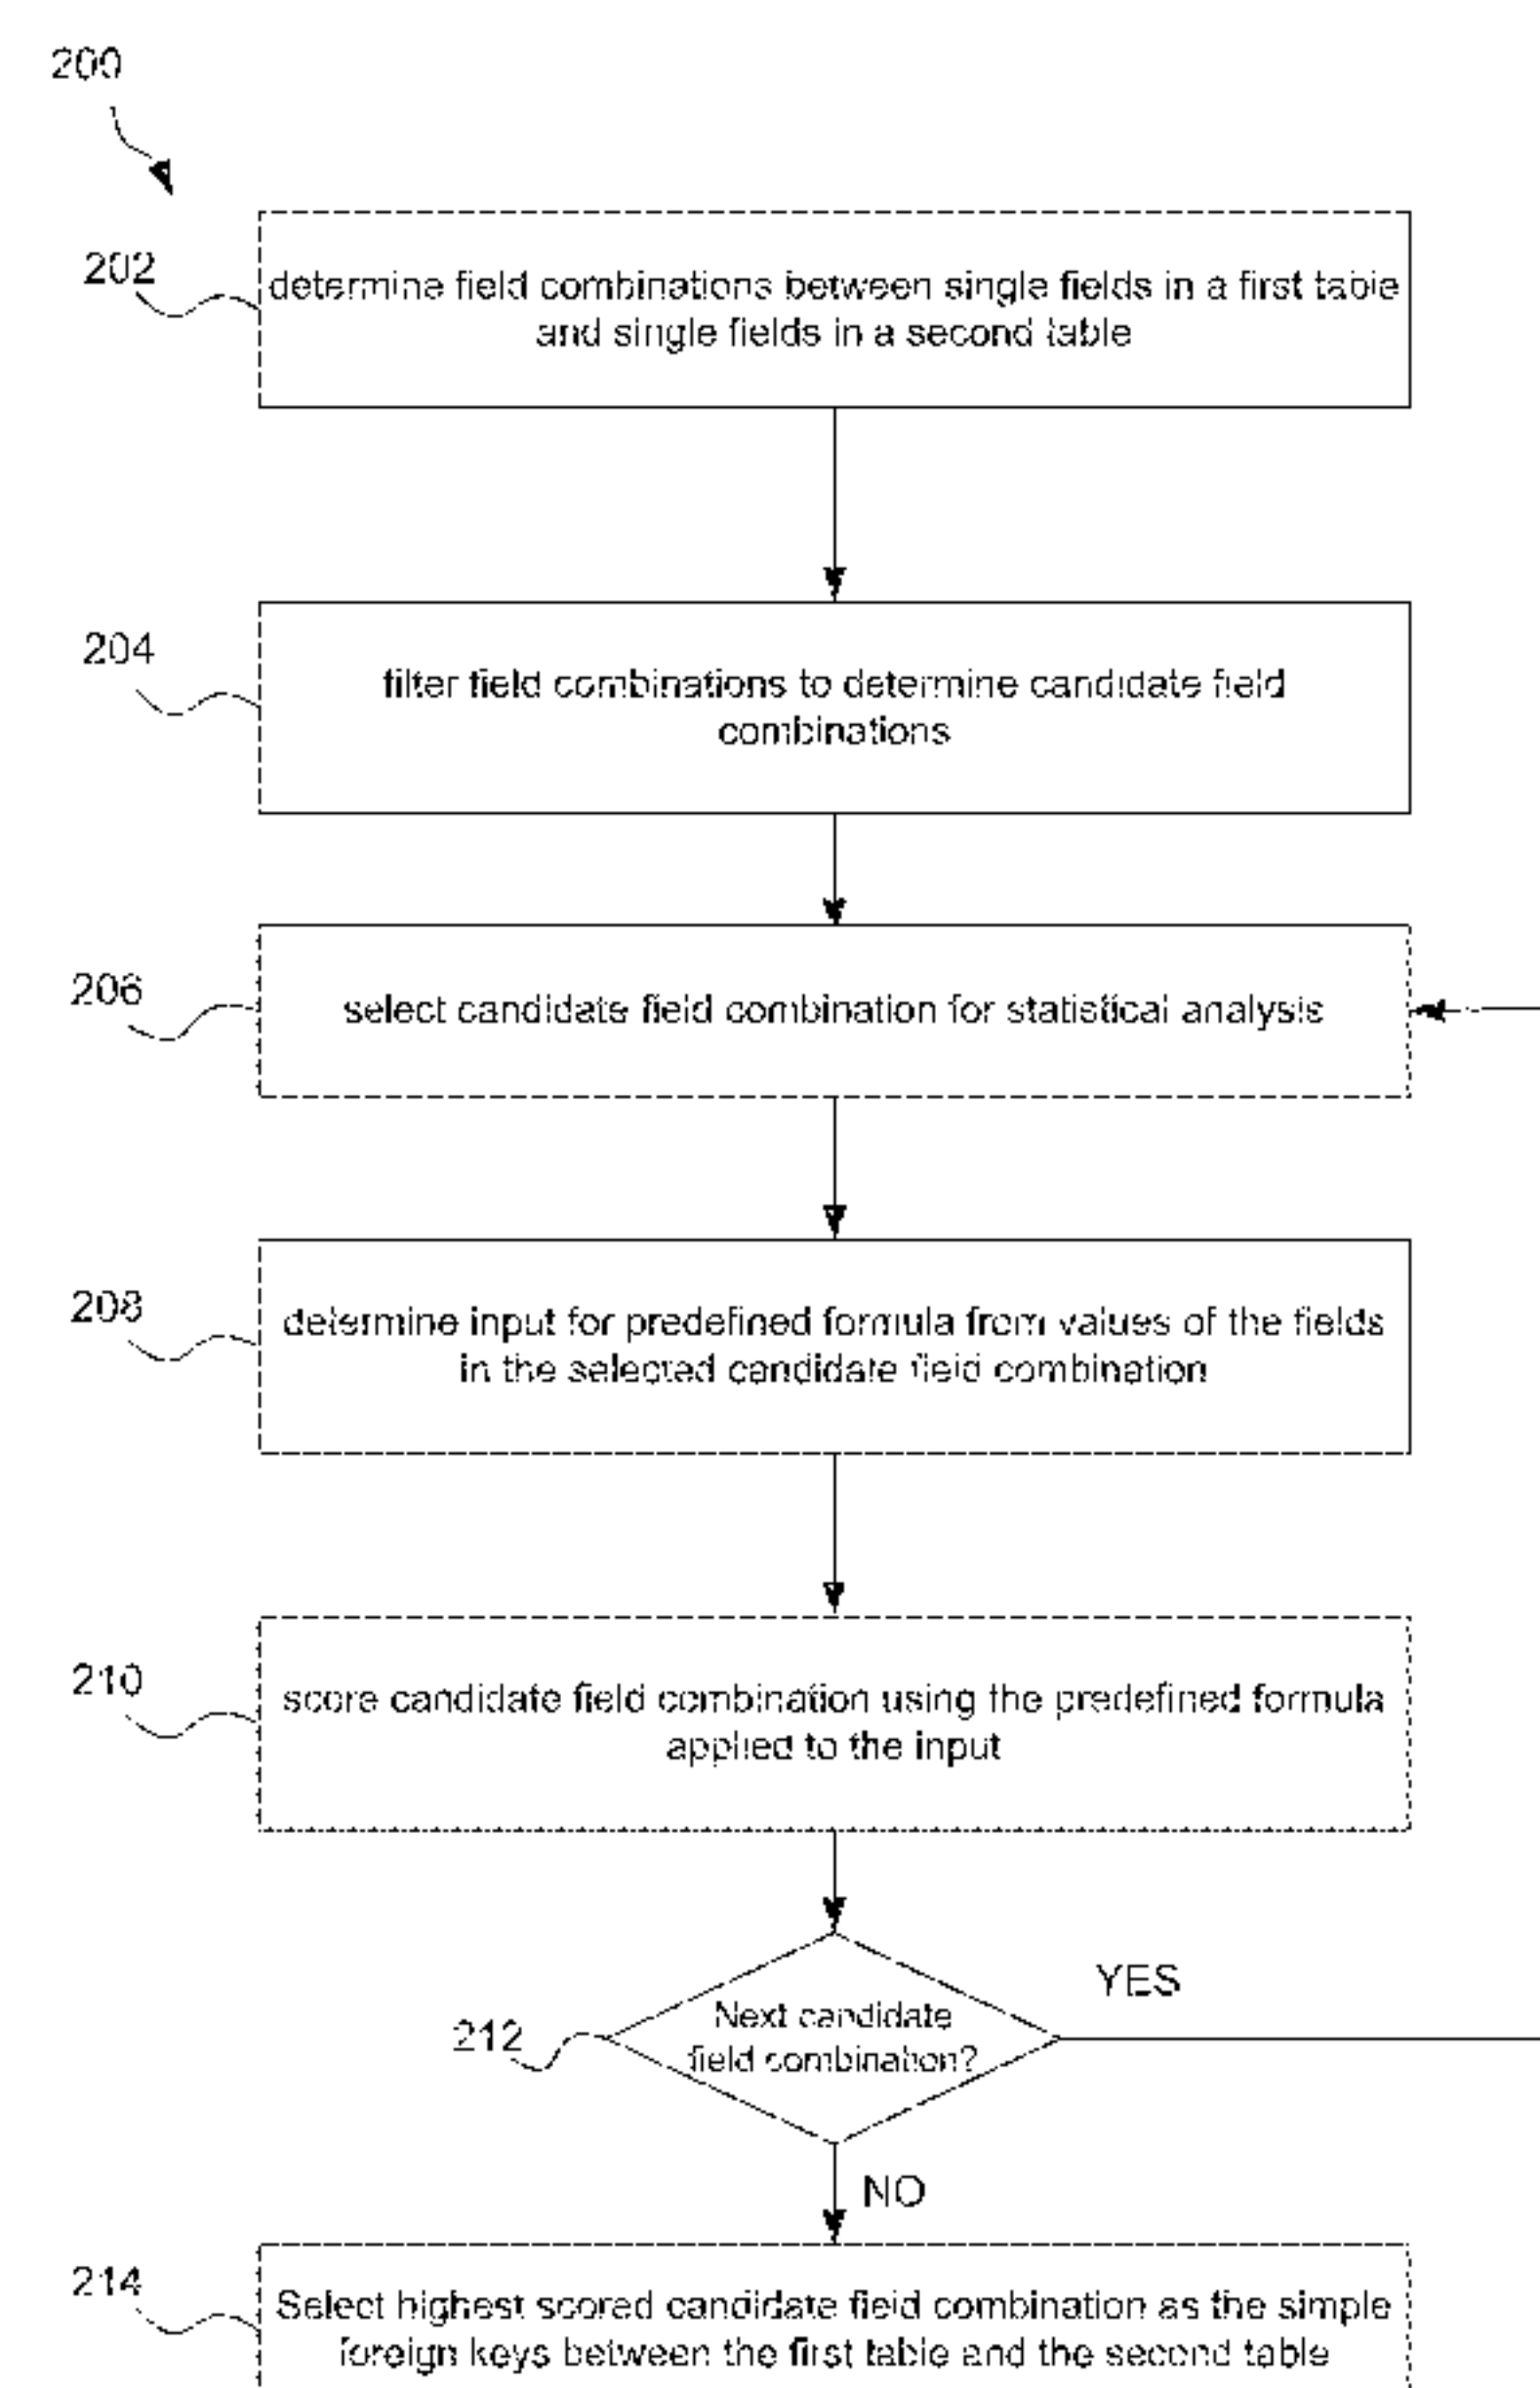 200
202
determine field combinations between single fields in a first table
and single fields in a second table
204
filter field combinations to determine candidate field
combinations
206
select candidate field combination for statistical analysis
208
determine input for predefined formula from values of the fields
in the selected candidate field combination
210
score candidate field combination using the predefined formula
applied to the input
YES
212
Next candidate
field combination?
NO
214
Select highest scored candidate field combination as the simple
foreign keys between the first table and the second table